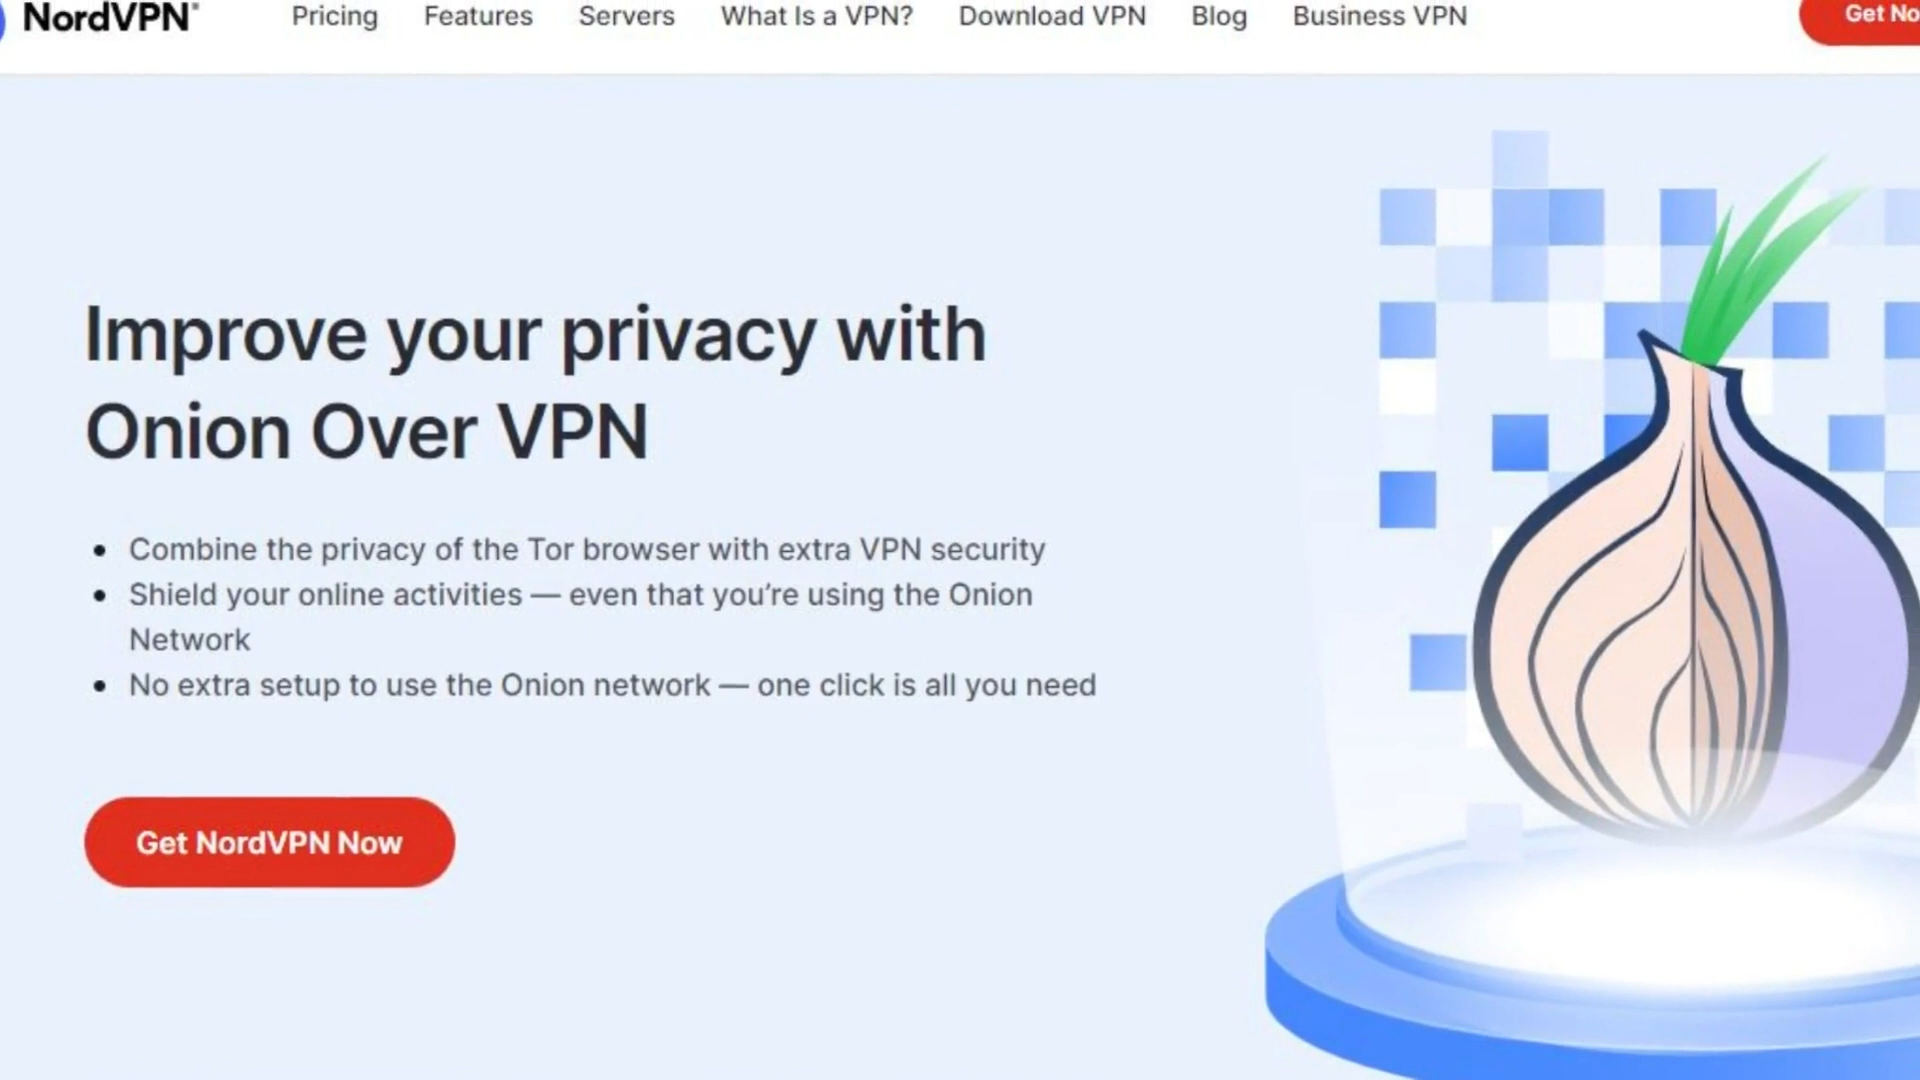 NordVPN®
Pricing Features Servers What Is a VPN? Download VPN Blog Business VPN
Get No
Improve your privacy with
Onion Over VPN
• Combine the privacy of the Tor browser with extra VPN security
• Shield your online activities — even that you’re using the Onion
Network
• No extra setup to use the Onion network — one click is all you need
Get NordVPN Now